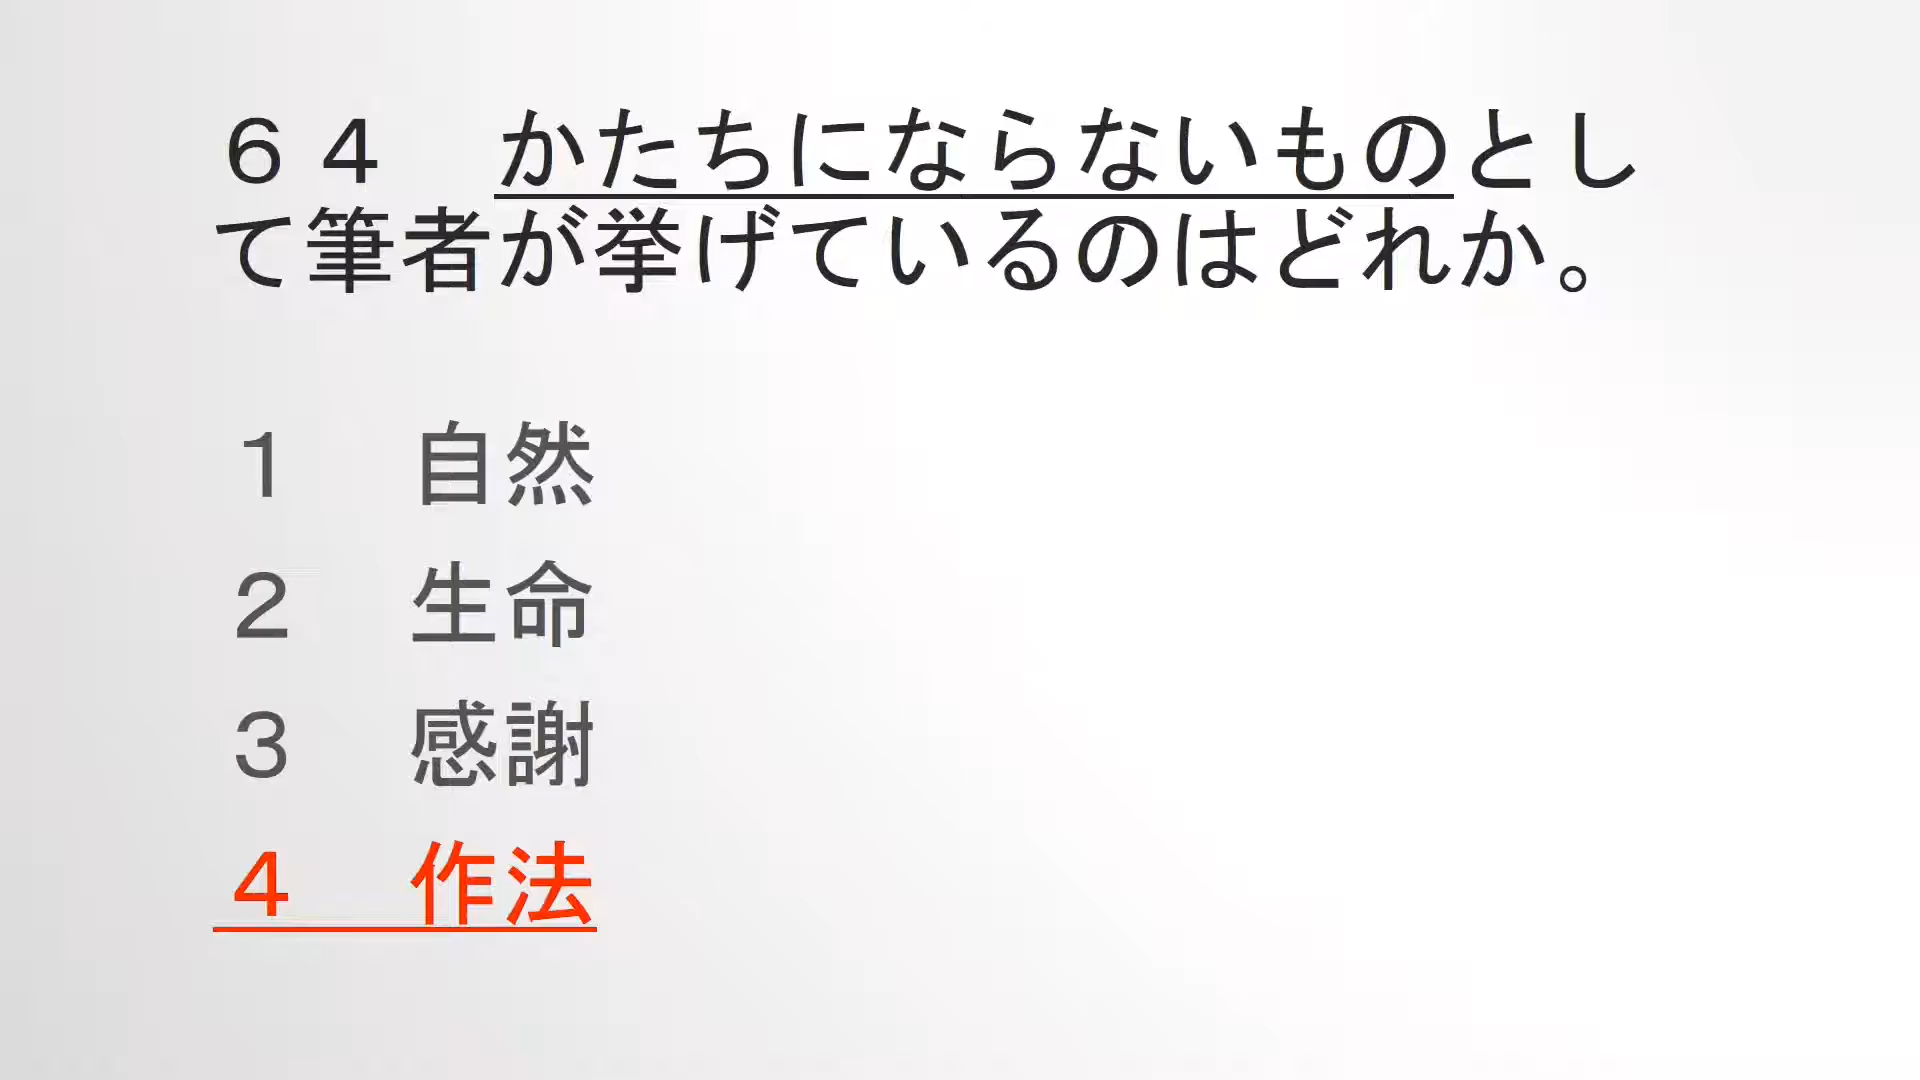 ６４　かたちにならないものとし
て筆者が挙げているのはどれか。
１　自然
２　生命
３　感謝
４　作法